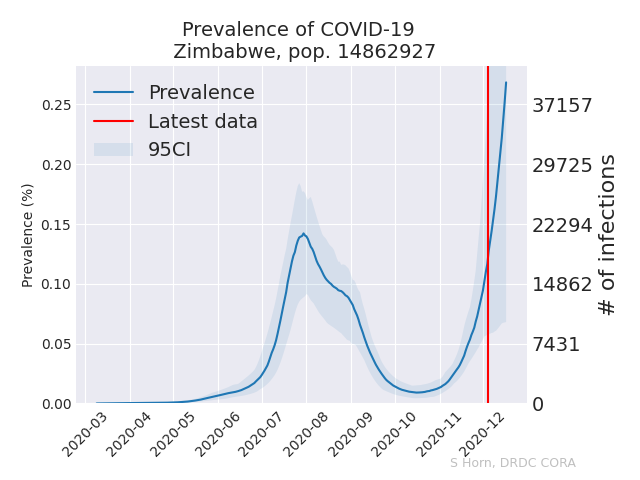 Prevalence of COVID-19
Zimbabwe, pop. 14862927
Prevalence
Latest data
95CI
Prevalence (%)
0.25
0.20
0.15
0.10
0.05
0.00
37157
29725
22294
14862
7431
0
# of infections
2020-03
2020-04
2020-05
2020-06
2020-07
2020-08
2020-09
2020-10
2020-11
2020-12
S Horn, DRDC CORA